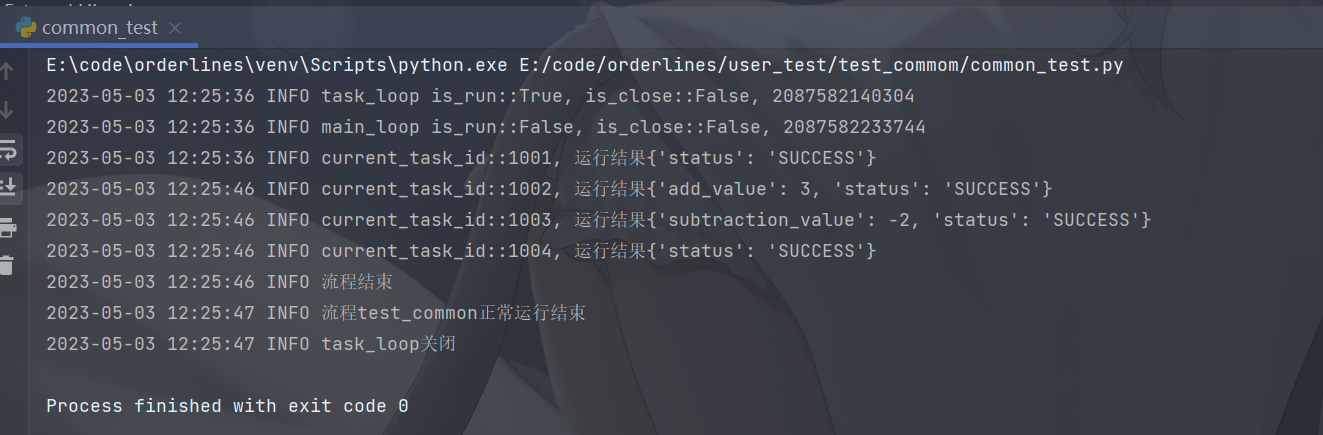 common_test
E:\code\orderlines\venv\Scripts\python.exe E:/code/orderlines/user_test/test_commom/common_test.py
2023-05-03 12:25:36 INFO task_loop is_run::True, is_close::False, 2087582140304
2023-05-03 12:25:36 INFO main_loop is_run::False, is_close::False, 2087582233744
2023-05-03 12:25:36 INFO current_task_id::1001, 运行结果{'status': 'SUCCESS'}
2023-05-03 12:25:46 INFO current_task_id::1002, 运行结果{'add_value': 3, 'status': 'SUCCESS'}
2023-05-03 12:25:46 INFO current_task_id::1003, 运行结果{'subtraction_value': -2, 'status': 'SUCCESS'}
2023-05-03 12:25:46 INFO current_task_id::1004, 运行结果{'status': 'SUCCESS'}
2023-05-03 12:25:46 INFO 流程结束
2023-05-03 12:25:47 INFO 流程test_common正常运行结束
2023-05-03 12:25:47 INFO task_loop关闭
Process finished with exit code 0